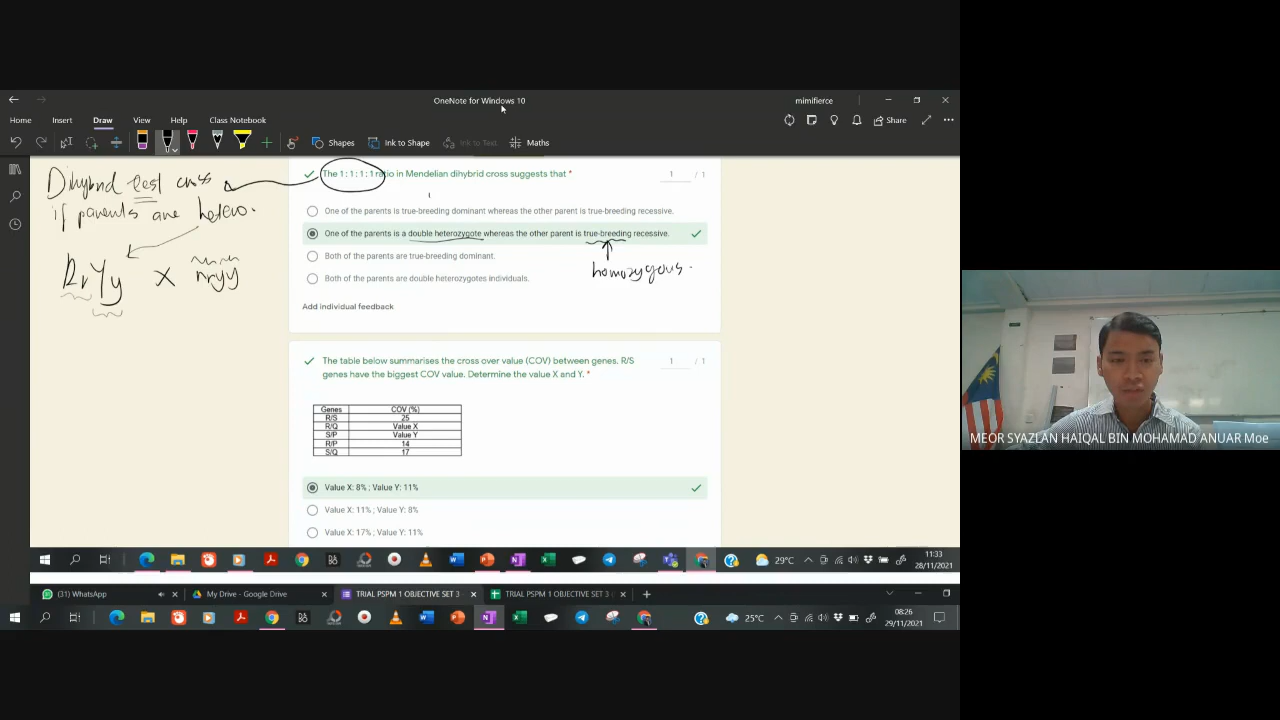 OneNote for Windows 10
mimifierce
Home Insert Draw View Help Class Notebook
Share
Shapes Ink to Shape Ink to Text Maths
Dihybrid test cross
if parents are hetero.
RrYy x rryy
The 1 : 1 : 1 : 1 ratio in Mendelian dihybrid cross suggests that *
1 / 1
One of the parents is true-breeding dominant whereas the other parent is true-breeding recessive.
One of the parents is a double heterozygote whereas the other parent is true-breeding recessive.
Both of the parents are true-breeding dominant.
homozygous.
Both of the parents are double heterozygotes individuals.
Add individual feedback
The table below summarises the cross over value (COV) between genes. R/S
genes have the biggest COV value. Determine the value X and Y. *
1 / 1
Genes COV (%)
R/S 25
R/Q Value X
S/P Value Y
R/P 14
S/Q 17
Value X: 8% ; Value Y: 11%
Value X: 11% ; Value Y: 8%
Value X: 17% ; Value Y: 11%
29°C
11:33
28/11/2021
(31) WhatsApp
My Drive - Google Drive
TRIAL PSPM 1 OBJECTIVE SET 3
TRIAL PSPM 1 OBJECTIVE SET 3
25°C
08:26
29/11/2021
MEOR SYAZLAN HAIQAL BIN MOHAMAD ANUAR Moe